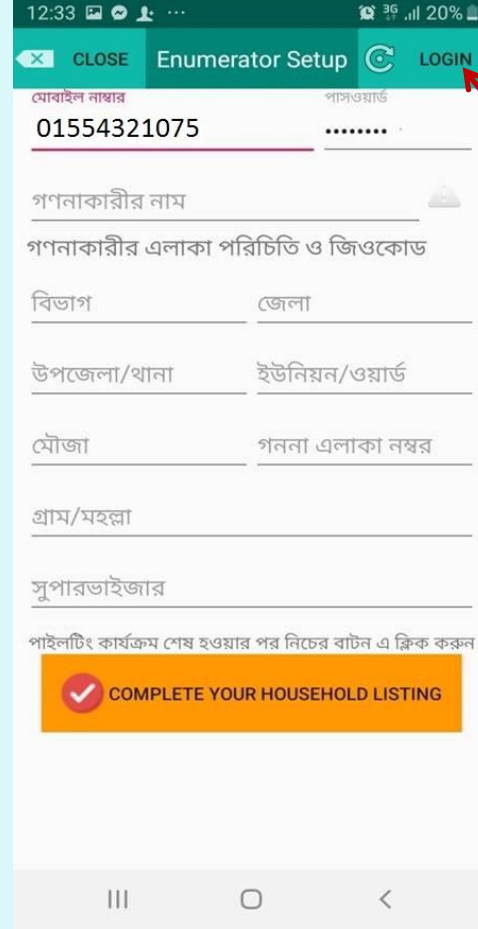 12:33 ... 3G 20%
CLOSE Enumerator Setup LOGIN
মোবাইল নাম্বার পাসওয়ার্ড
01554321075 ••••••••
গণনাকারীর নাম
গণনাকারীর এলাকা পরিচিতি ও জিওকোড
বিভাগ জেলা
উপজেলা/থানা ইউনিয়ন/ওয়ার্ড
মৌজা গননা এলাকা নম্বর
গ্রাম/মহল্লা
সুপারভাইজার
পাইলটিং কার্যক্রম শেষ হওয়ার পর নিচের বাটন এ ক্লিক করুন
COMPLETE YOUR HOUSEHOLD LISTING